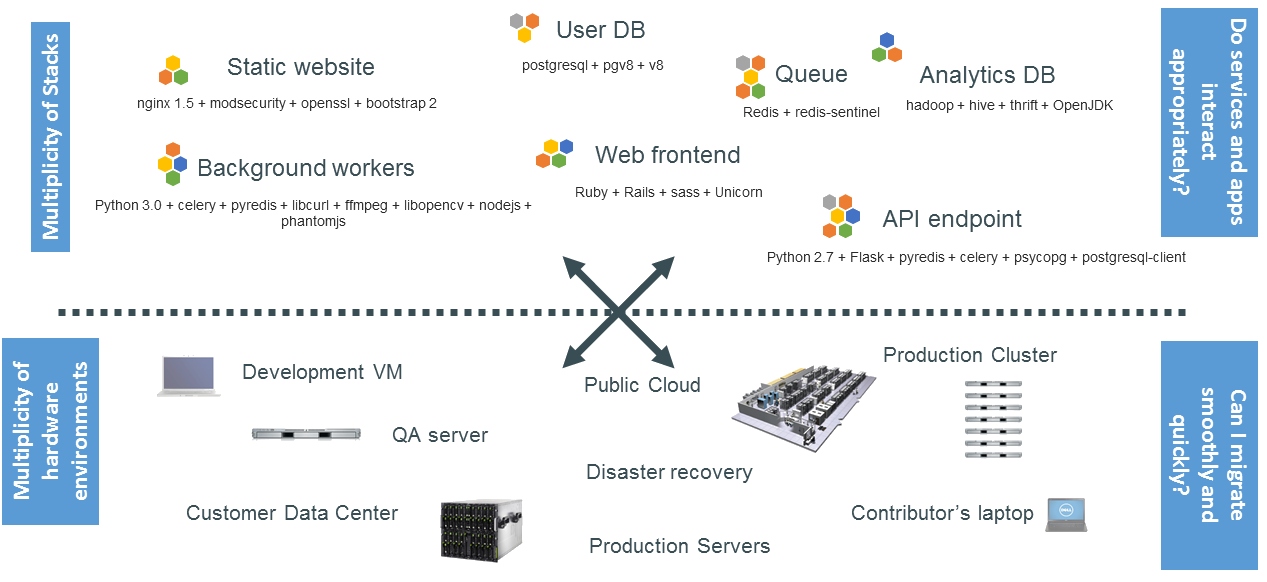 Multiplicity of Stacks
Static website
nginx 1.5 + modsecurity + openssl + bootstrap 2
User DB
postgresql + pgv8 + v8
Queue
Redis + redis-sentinel
Analytics DB
hadoop + hive + thrift + OpenJDK
Background workers
Python 3.0 + celery + pyredis + libcurl + ffmpeg + libopencv + nodejs +
phantomjs
Web frontend
Ruby + Rails + sass + Unicorn
API endpoint
Python 2.7 + Flask + pyredis + celery + psycopg + postgresql-client
Do services and apps
interact
appropriately?
Multiplicity of
hardware
environments
Development VM
QA server
Customer Data Center
Public Cloud
Disaster recovery
Production Servers
Production Cluster
Contributor’s laptop
DELL
Can I migrate
smoothly and
quickly?